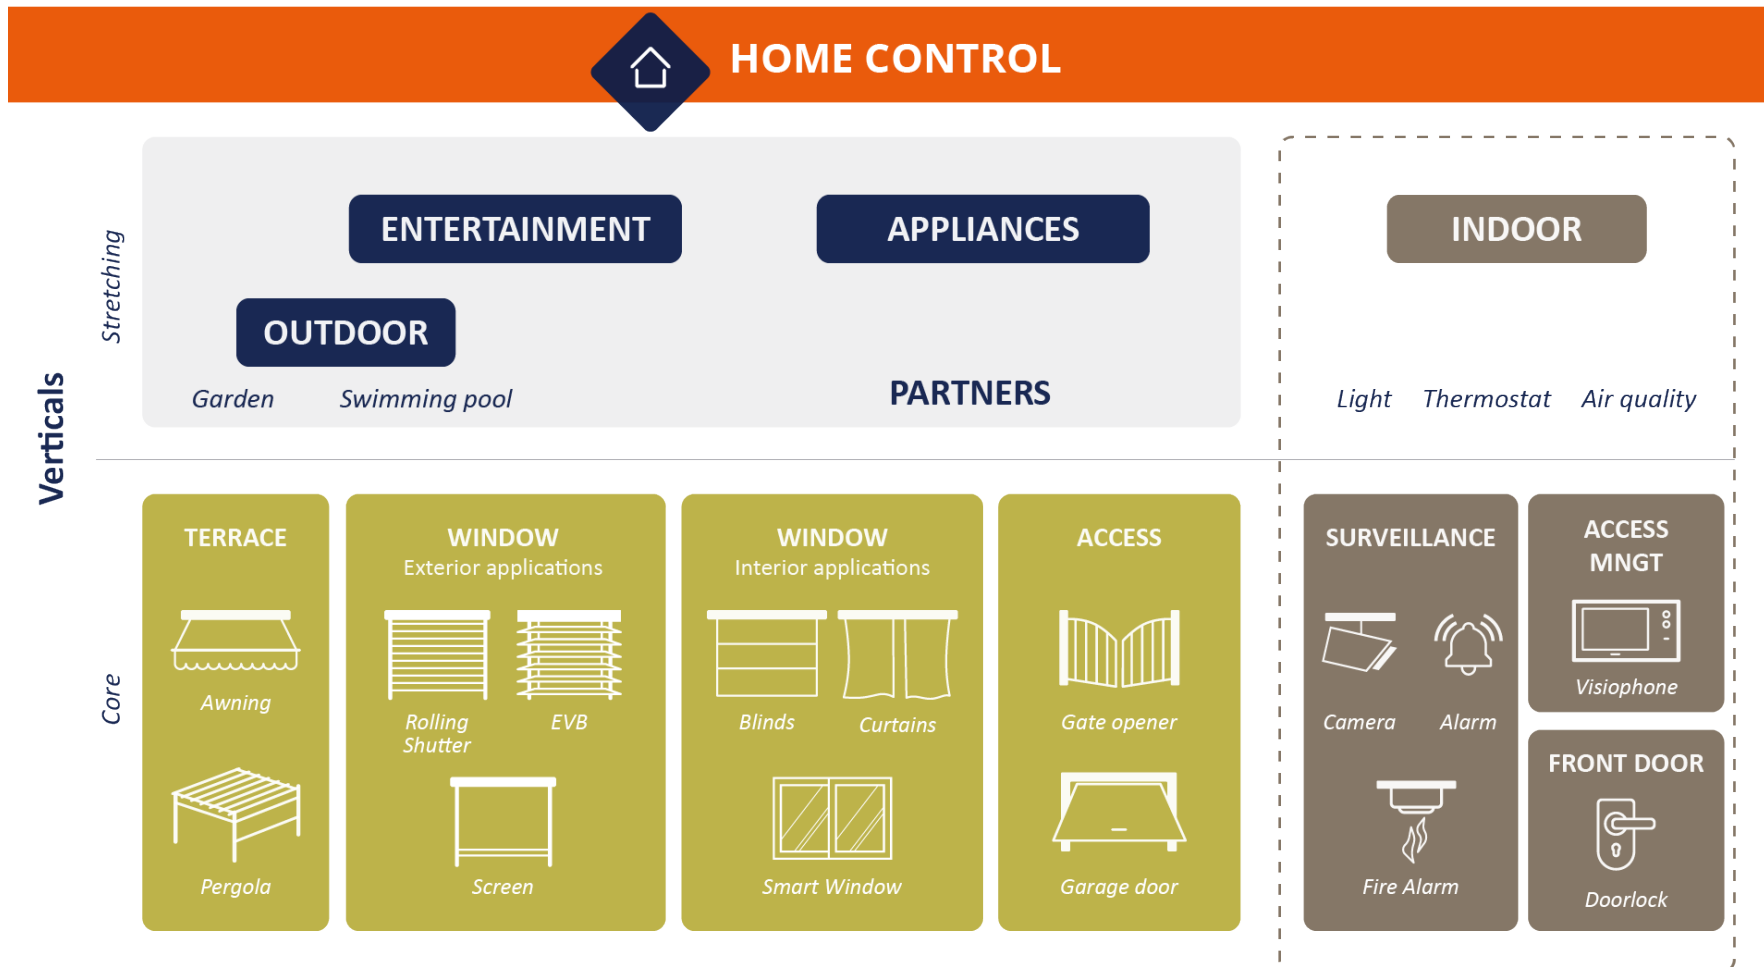 HOME CONTROL
Verticals
Stretching
ENTERTAINMENT
APPLIANCES
OUTDOOR
Garden
Swimming pool
PARTNERS
INDOOR
Light
Thermostat
Air quality
Core
TERRACE
Awning
Pergola
WINDOW
Exterior applications
Rolling
Shutter
EVB
Screen
WINDOW
Interior applications
Blinds
Curtains
Smart Window
ACCESS
Gate opener
Garage door
SURVEILLANCE
Camera
Alarm
Fire Alarm
ACCESS
MNGT
Visiophone
FRONT DOOR
Doorlock